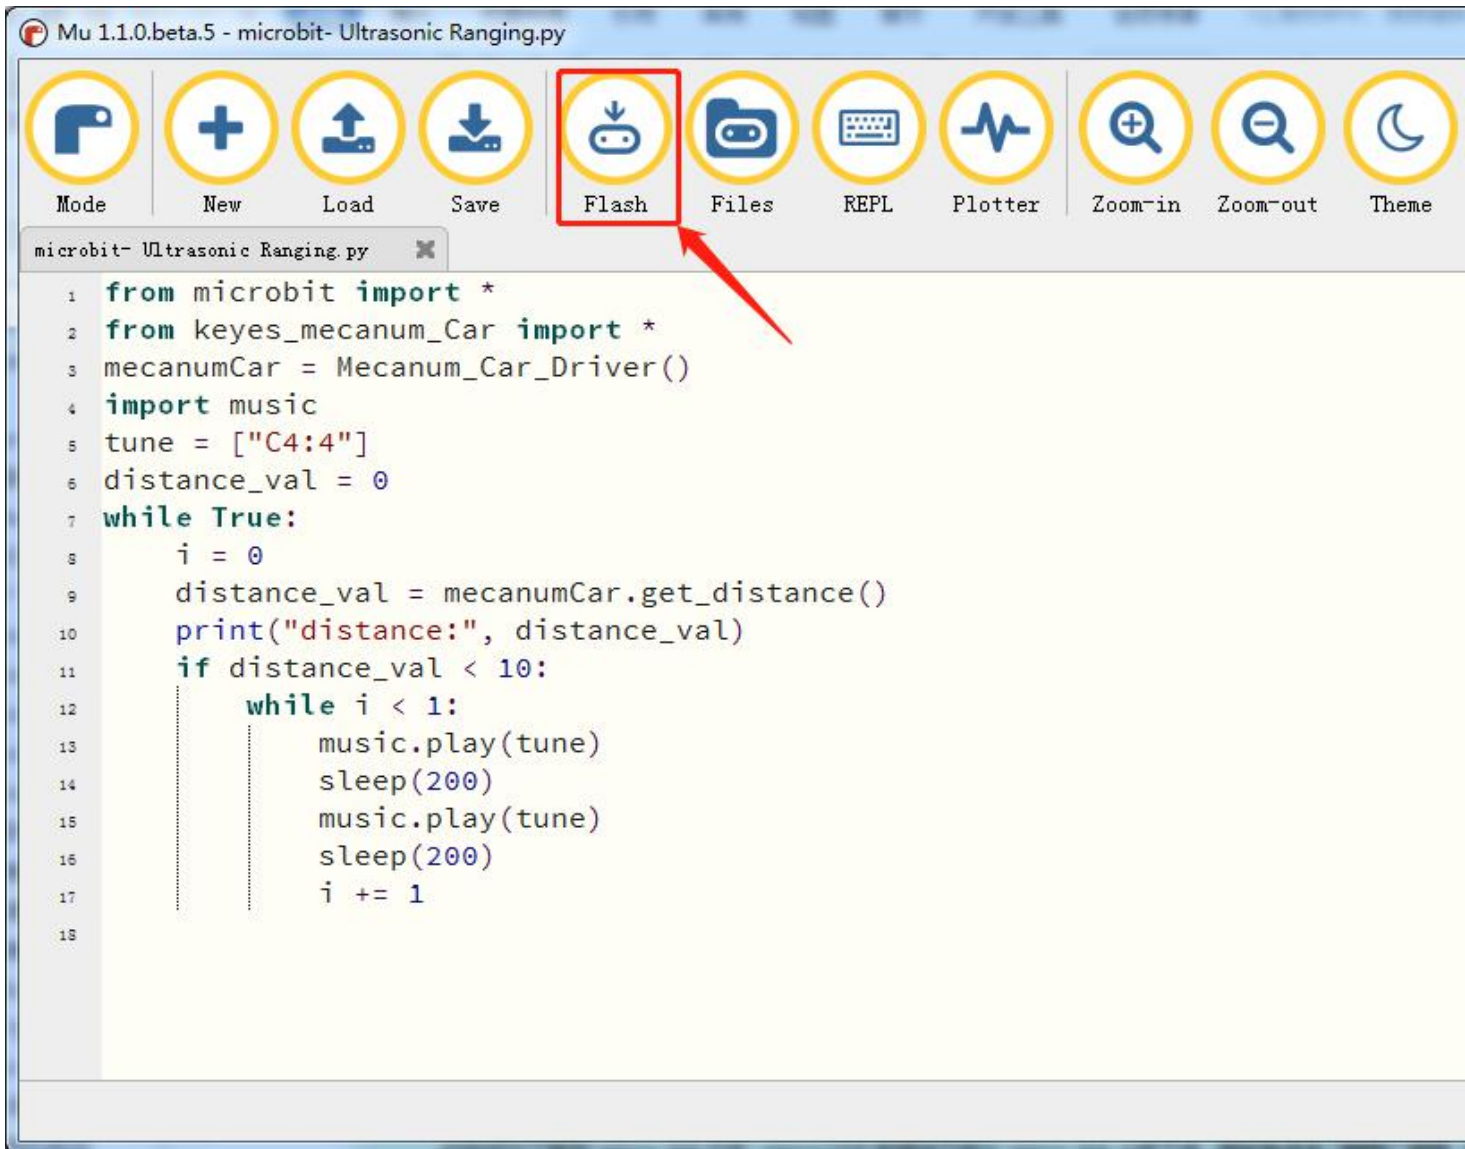 Mu 1.1.0.beta.5 - microbit- Ultrasonic Ranging.py
Mode New Load Save Flash Files REPL Plotter Zoom-in Zoom-out Theme
microbit- Ultrasonic Ranging.py
1 from microbit import *
2 from keyes_mecanum_Car import *
3 mecanumCar = Mecanum_Car_Driver()
4 import music
5 tune = ["C4:4"]
6 distance_val = 0
7 while True:
8     i = 0
9     distance_val = mecanumCar.get_distance()
10     print("distance:", distance_val)
11     if distance_val < 10:
12         while i < 1:
13             music.play(tune)
14             sleep(200)
15             music.play(tune)
16             sleep(200)
17             i += 1
18